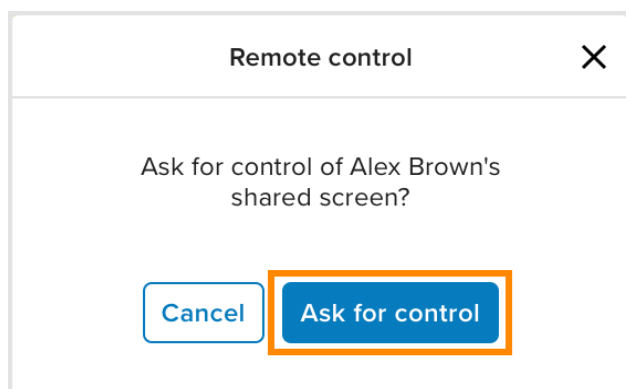 Remote control
Ask for control of Alex Brown's
shared screen?
Cancel
Ask for control